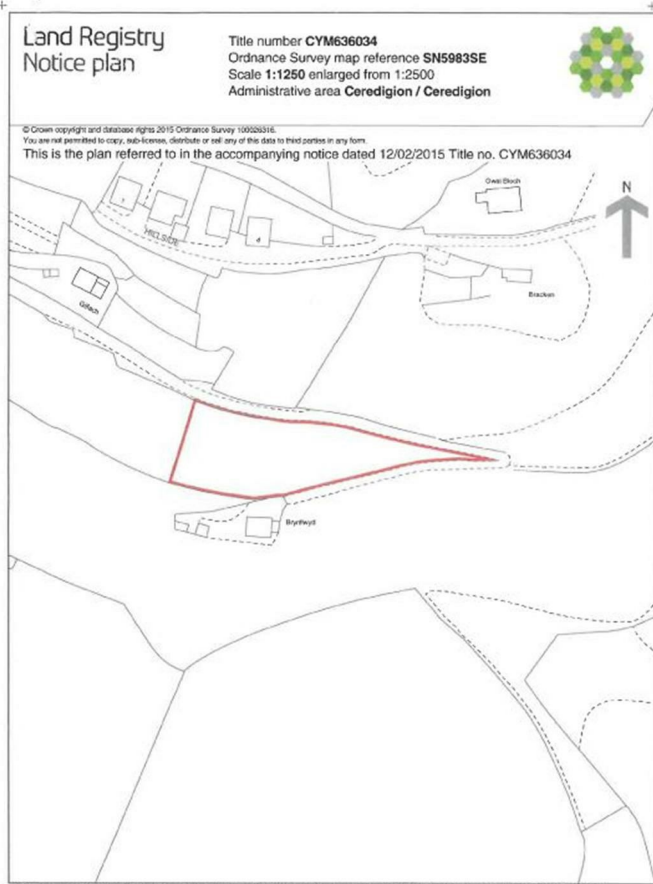 Land Registry
Notice plan
Title number CYM636034
Ordnance Survey map reference SN5983SE
Scale 1:1250 enlarged from 1:2500
Administrative area Ceredigion / Ceredigion
© Crown copyright and database rights 2015 Ordnance Survey 100026316.
You are not permitted to copy, sub-license, distribute or sell any of this data to third parties in any form.
This is the plan referred to in the accompanying notice dated 12/02/2015 Title no. CYM636034
N
1
4
Bracken
Brynllwyd